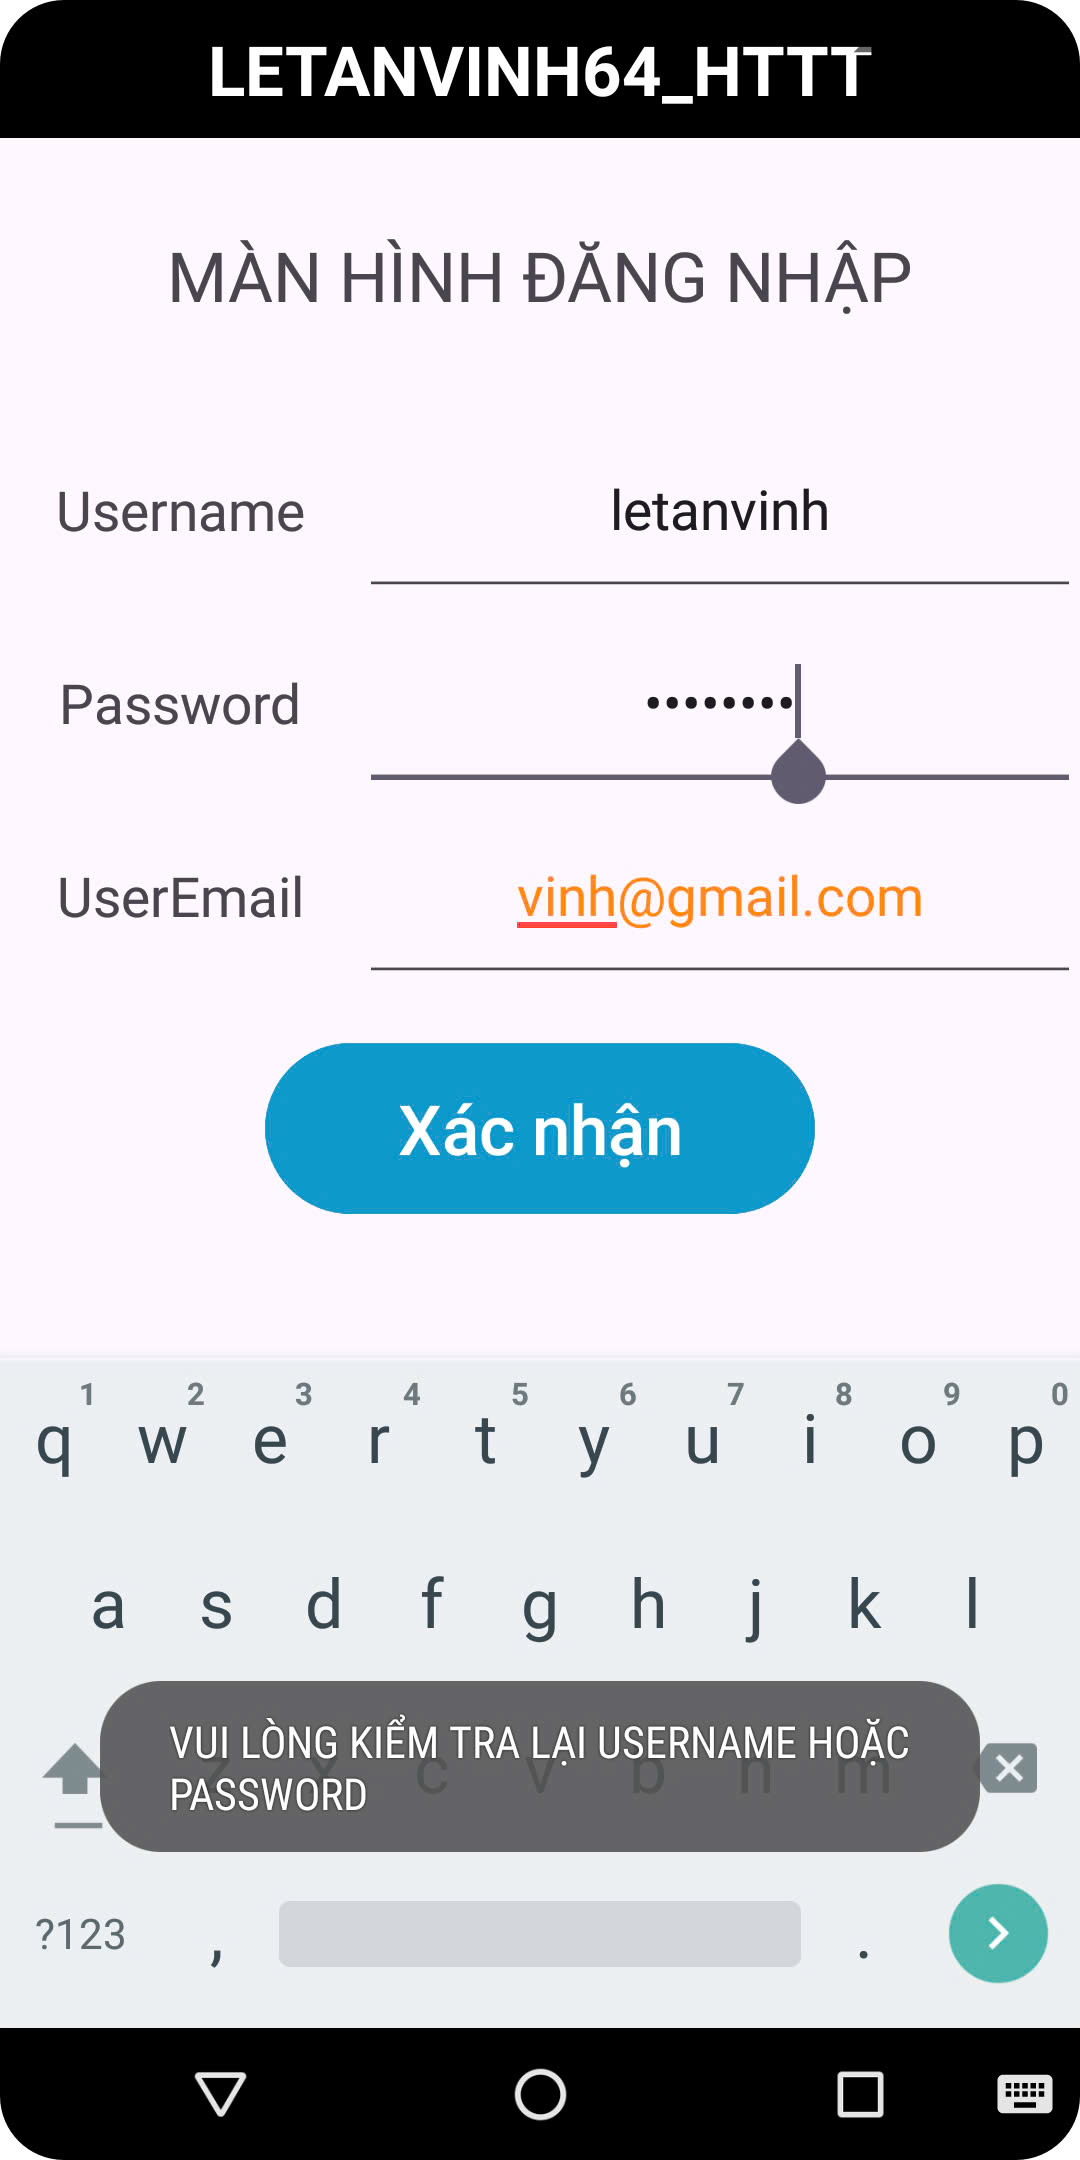 LETANVINH64_HTTT
MÀN HÌNH ĐĂNG NHẬP
Username
letanvinh
Password
••••••••
UserEmail
vinh@gmail.com
Xác nhận
1 2 3 4 5 6 7 8 9 0
q w e r t y u i o p
a s d f g h j k l
z x c v b n m
VUI LÒNG KIỂM TRA LẠI USERNAME HOẶC
PASSWORD
?123 , .